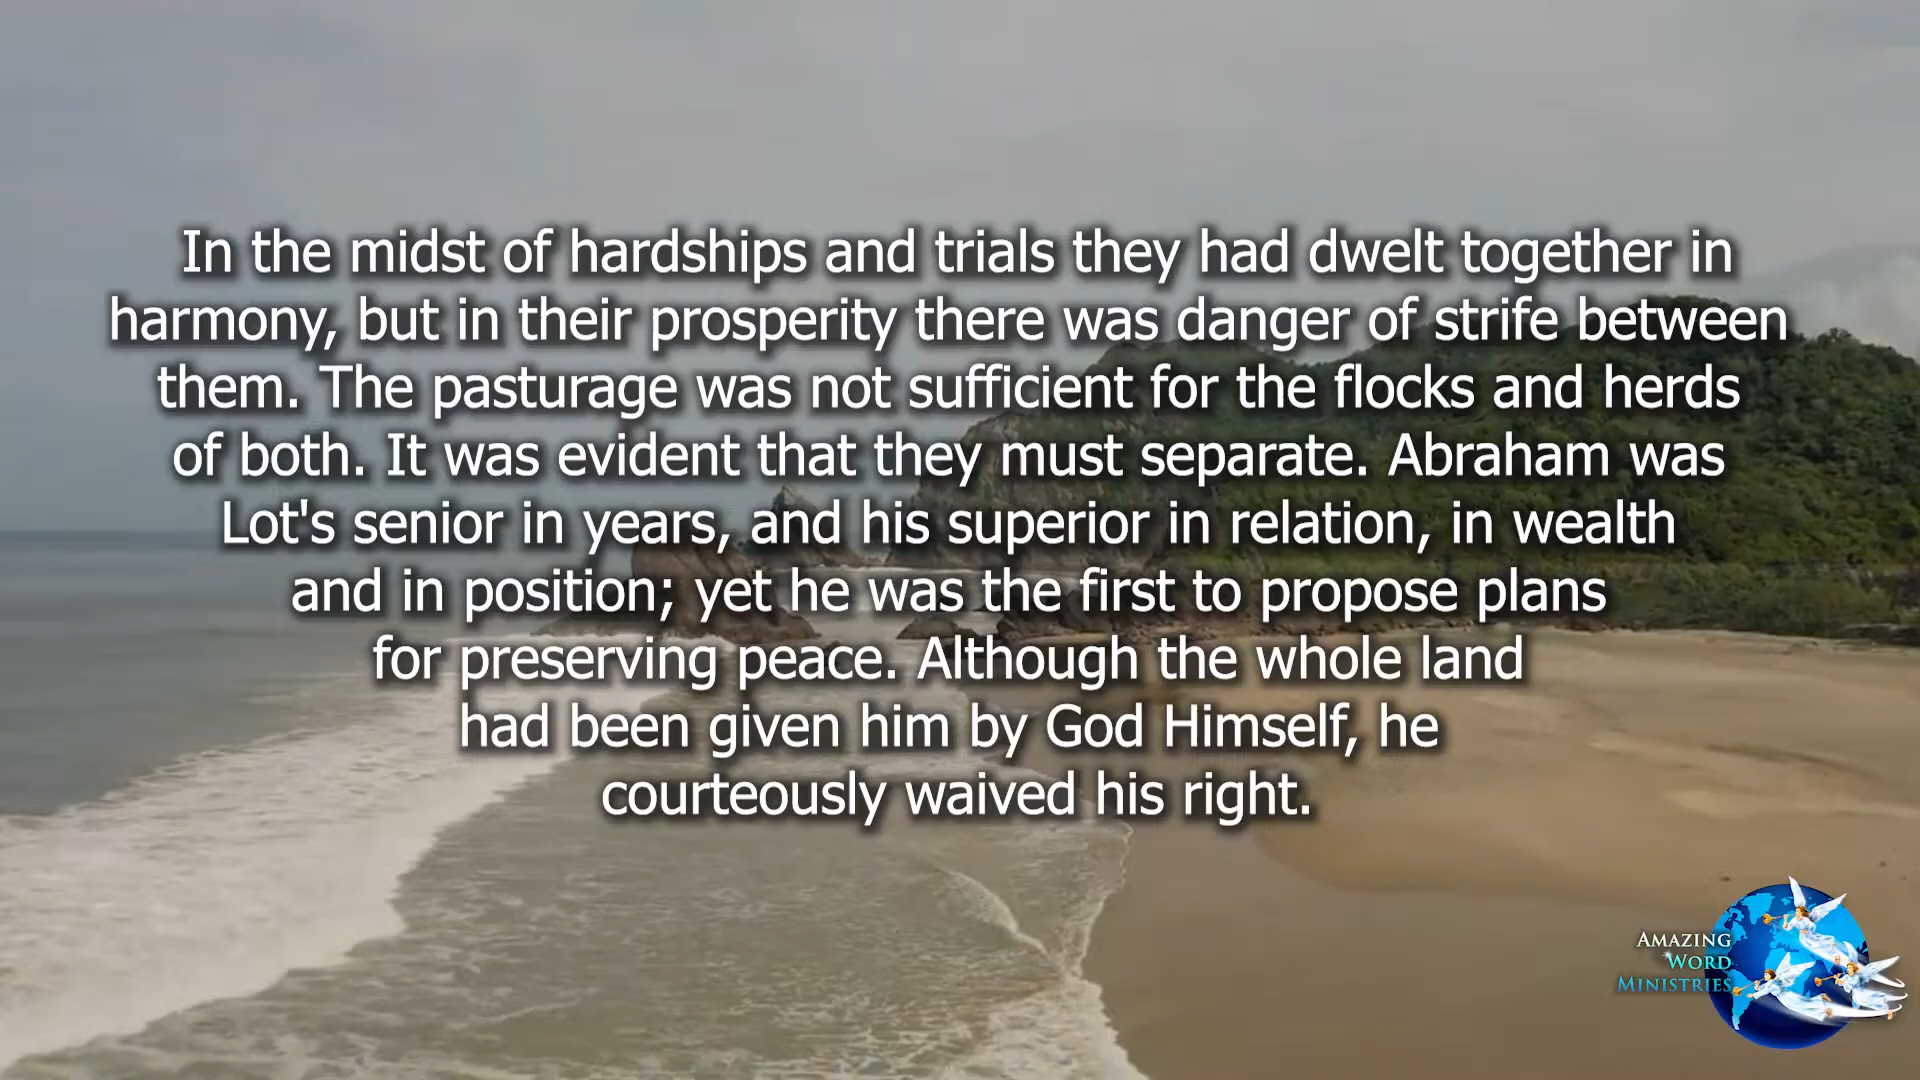 In the midst of hardships and trials they had dwelt together in
harmony, but in their prosperity there was danger of strife between
them. The pasturage was not sufficient for the flocks and herds
of both. It was evident that they must separate. Abraham was
Lot's senior in years, and his superior in relation, in wealth
and in position; yet he was the first to propose plans
for preserving peace. Although the whole land
had been given him by God Himself, he
courteously waived his right.
AMAZING
WORD
MINISTRIES